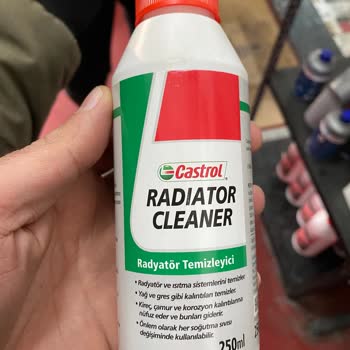 Castrol
RADIATOR
CLEANER
Radyatör Temizleyici
• Radyatör ve ısıtma sistemlerini temizler.
• Yağ ve gres gibi kalıntıları temizler.
• Kireç, çamur ve korozyon kalıntılarına
nüfuz eder ve bunları giderir.
• Önlem olarak her soğutma sıvısı
değişiminde kullanılabilir.
250ml